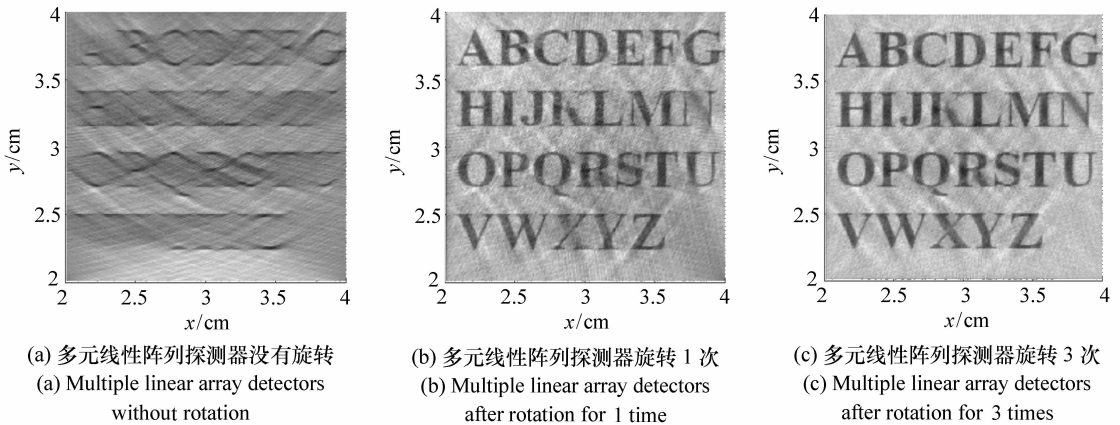 4
3.5
3
2.5
2
y/cm
ABCDEFG
2 2.5 3 3.5 4
x/cm
(a) 多元线性阵列探测器没有旋转
(a) Multiple linear array detectors
without rotation
4
3.5
3
2.5
2
y/cm
ABCDEFG
HIJKLMN
OPQRSTU
VWXYZ
2 2.5 3 3.5 4
x/cm
(b) 多元线性阵列探测器旋转 1 次
(b) Multiple linear array detectors
after rotation for 1 time
4
3.5
3
2.5
2
y/cm
ABCDEFG
HIJKLMN
OPQRSTU
VWXYZ
2 2.5 3 3.5 4
x/cm
(c) 多元线性阵列探测器旋转 3 次
(c) Multiple linear array detectors
after rotation for 3 times